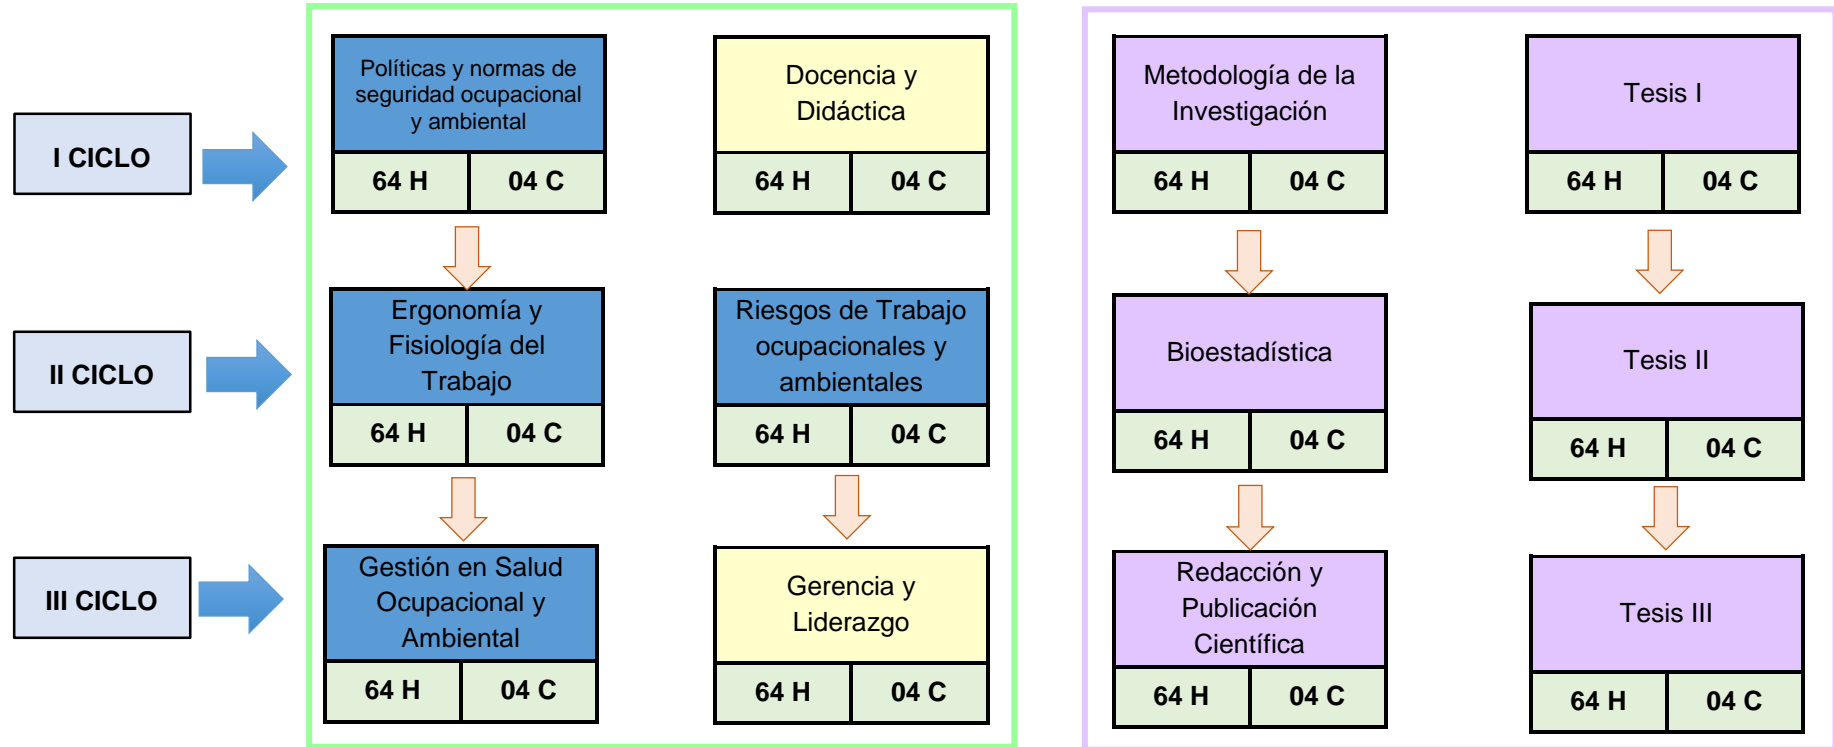 I CICLO
Políticas y normas de
seguridad ocupacional
y ambiental
64 H
04 C
Docencia y
Didáctica
64 H
04 C
Metodología de la
Investigación
64 H
04 C
Tesis I
64 H
04 C
II CICLO
Ergonomía y
Fisiología del
Trabajo
64 H
04 C
Riesgos de Trabajo
ocupacionales y
ambientales
64 H
04 C
Bioestadística
64 H
04 C
Tesis II
64 H
04 C
III CICLO
Gestión en Salud
Ocupacional y
Ambiental
64 H
04 C
Gerencia y
Liderazgo
64 H
04 C
Redacción y
Publicación
Científica
64 H
04 C
Tesis III
64 H
04 C